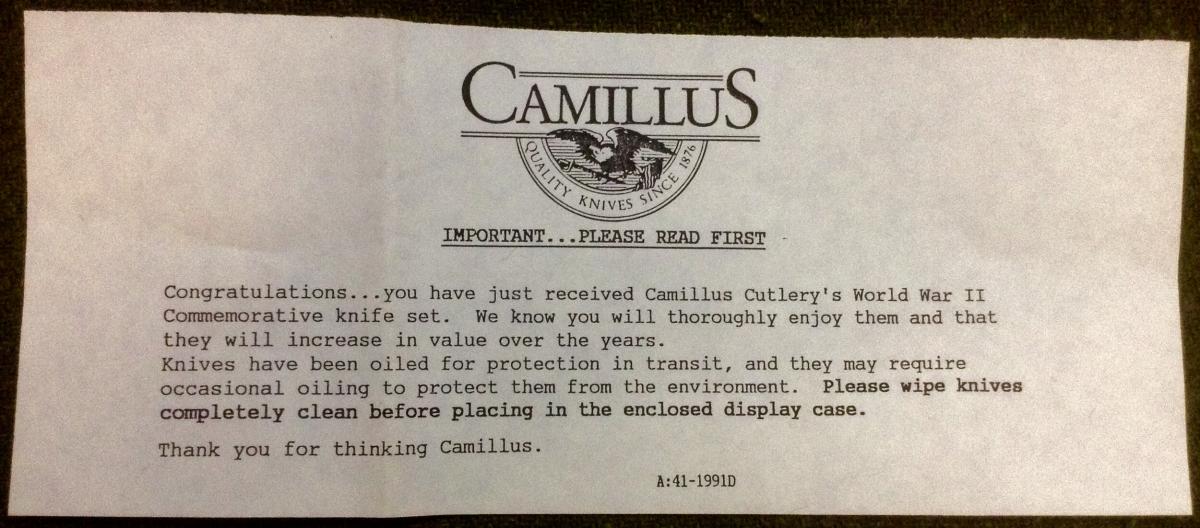 CAMILLUS
QUALITY KNIVES SINCE 1876
IMPORTANT...PLEASE READ FIRST
Congratulations...you have just received Camillus Cutlery's World War II
Commemorative knife set.  We know you will thoroughly enjoy them and that
they will increase in value over the years.
Knives have been oiled for protection in transit, and they may require
occasional oiling to protect them from the environment.  Please wipe knives
completely clean before placing in the enclosed display case.
Thank you for thinking Camillus.
A:41-1991D